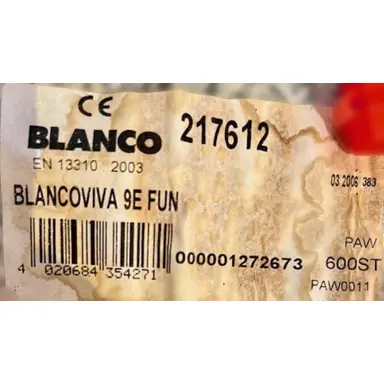 CE
BLANCO 217612
EN 13310 2003
03 2006 383
BLANCOVIVA 9E FUN
4 020684 354271
000001272673
PAW
600ST
PAW0011